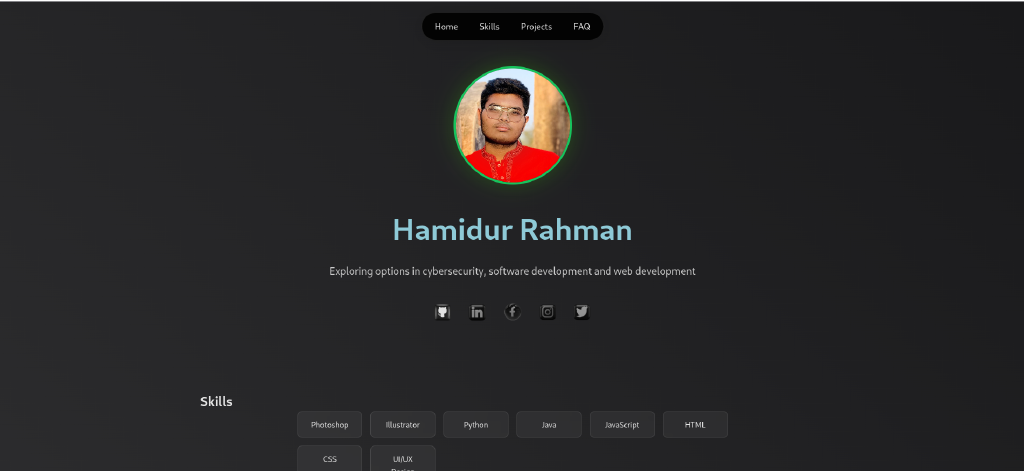 Home Skills Projects FAQ
Hamidur Rahman
Exploring options in cybersecurity, software development and web development
Skills
Photoshop Illustrator Python Java JavaScript HTML
CSS UI/UX
Design